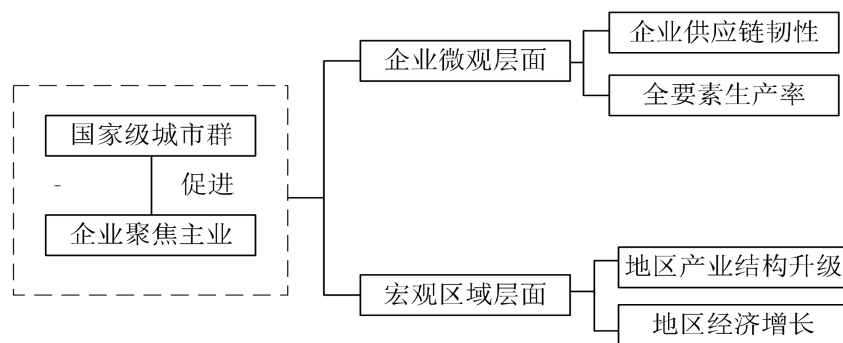 企业供应链韧性
企业微观层面
全要素生产率
国家级城市群
促进
企业聚焦主业
地区产业结构升级
宏观区域层面
地区经济增长